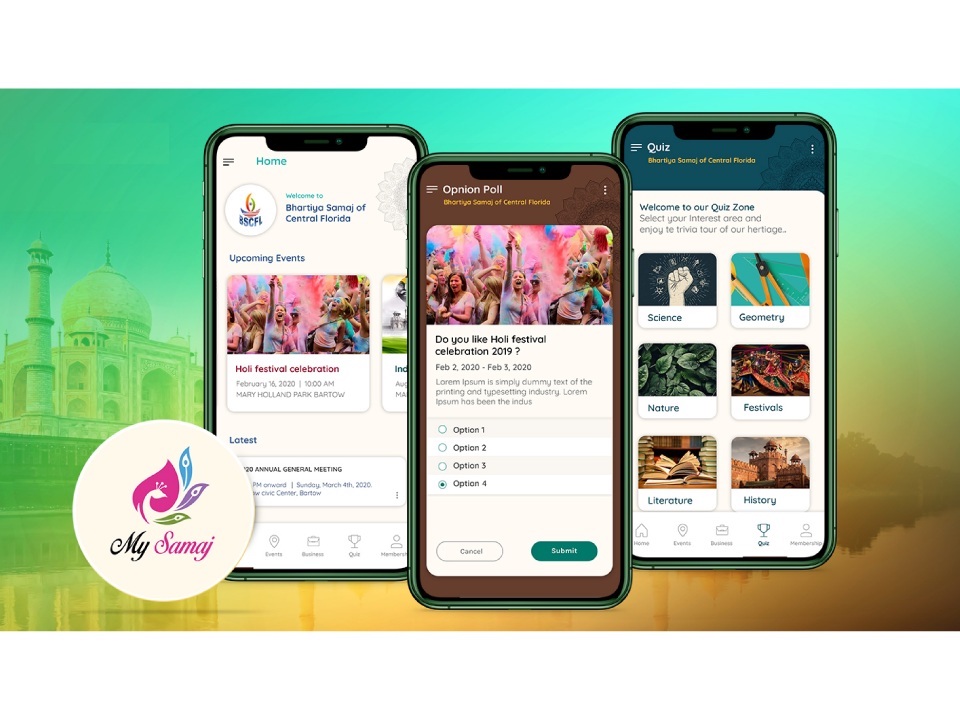 Home
Welcome to
Bhartiya Samaj of
Central Florida
BSCFL
Upcoming Events
Holi festival celebration
February 16, 2020 | 10:00 AM
MARY HOLLAND PARK BARTOW
Ind
Aug
MA
Latest
20 ANNUAL GENERAL MEETING
PM onword | Sunday, March 4th, 2020.
w civic Center, Bartow
Events
Business
Quiz
Membersh
My Samaj
Opnion Poll
Bhartiya Samaj of Central Florida
Do you like Holi festival
celebration 2019 ?
Feb 2, 2020 - Feb 3, 2020
Lorem Ipsum is simply dummy text of the
printing and typesetting industry. Lorem
Ipsum has been the indus
Option 1
Option 2
Option 3
Option 4
Cancel
Submit
Quiz
Bhartiya Samaj of Central Florida
Welcome to our Quiz Zone
Select your Interest area and
enjoy te trivia tour of our hertiage..
Science
Geometry
Nature
Festivals
Literature
History
Home
Events
Business
Quiz
Membership